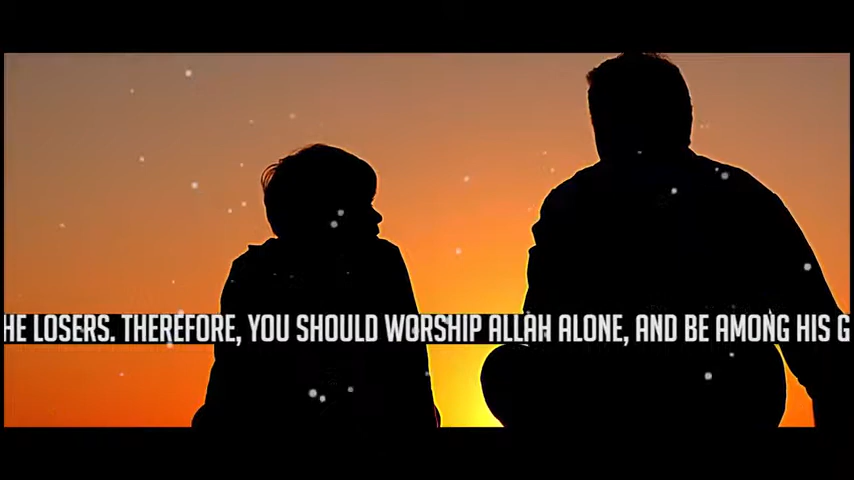 HE LOSERS. THEREFORE, YOU SHOULD WORSHIP ALLAH ALONE, AND BE AMONG HIS G